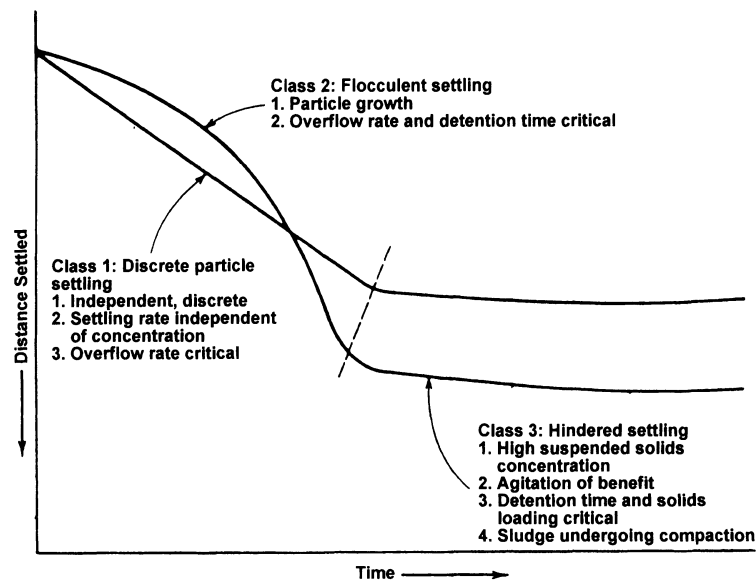 Class 2: Flocculent settling
1. Particle growth
2. Overflow rate and detention time critical
Class 1: Discrete particle
settling
1. Independent, discrete
2. Settling rate independent
of concentration
3. Overflow rate critical
Distance Settled
Class 3: Hindered settling
1. High suspended solids
concentration
2. Agitation of benefit
3. Detention time and solids
loading critical
4. Sludge undergoing compaction
Time